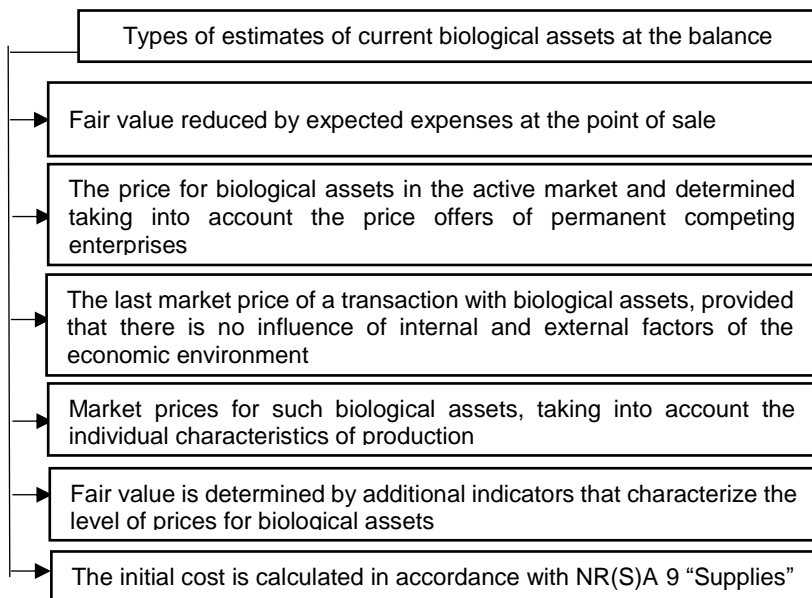 Types of estimates of current biological assets at the balance
Fair value reduced by expected expenses at the point of sale
The price for biological assets in the active market and determined
taking into account the price offers of permanent competing
enterprises
The last market price of a transaction with biological assets, provided
that there is no influence of internal and external factors of the
economic environment
Market prices for such biological assets, taking into account the
individual characteristics of production
Fair value is determined by additional indicators that characterize the
level of prices for biological assets
The initial cost is calculated in accordance with NR(S)A 9 “Supplies”